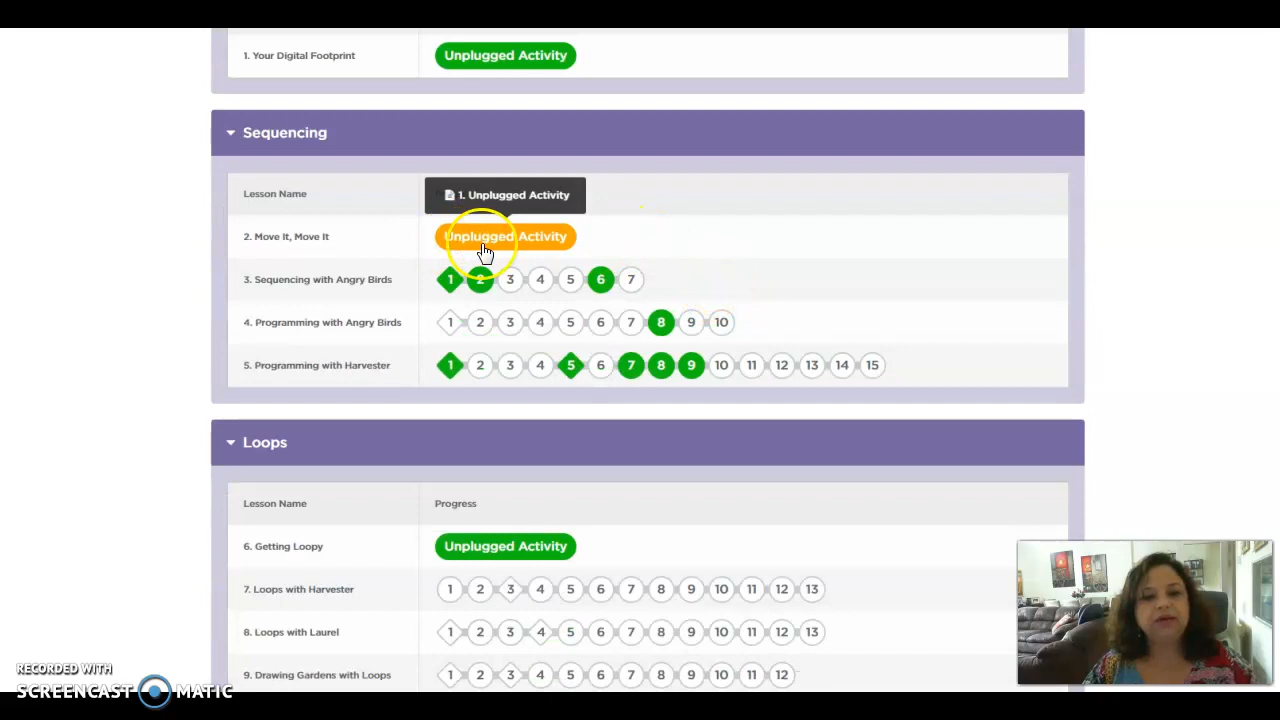 1. Your Digital Footprint Unplugged Activity
Sequencing
Lesson Name
1. Unplugged Activity
2. Move It, Move It Unplugged Activity
3. Sequencing with Angry Birds 1 2 3 4 5 6 7
4. Programming with Angry Birds 1 2 3 4 5 6 7 8 9 10
5. Programming with Harvester 1 2 3 4 5 6 7 8 9 10 11 12 13 14 15
Loops
Lesson Name Progress
6. Getting Loopy Unplugged Activity
7. Loops with Harvester 1 2 3 4 5 6 7 8 9 10 11 12 13
8. Loops with Laurel 1 2 3 4 5 6 7 8 9 10 11 12 13
9. Drawing Gardens with Loops 1 2 3 4 5 6 7 8 9 10 11 12
RECORDED WITH
SCREENCAST MATIC